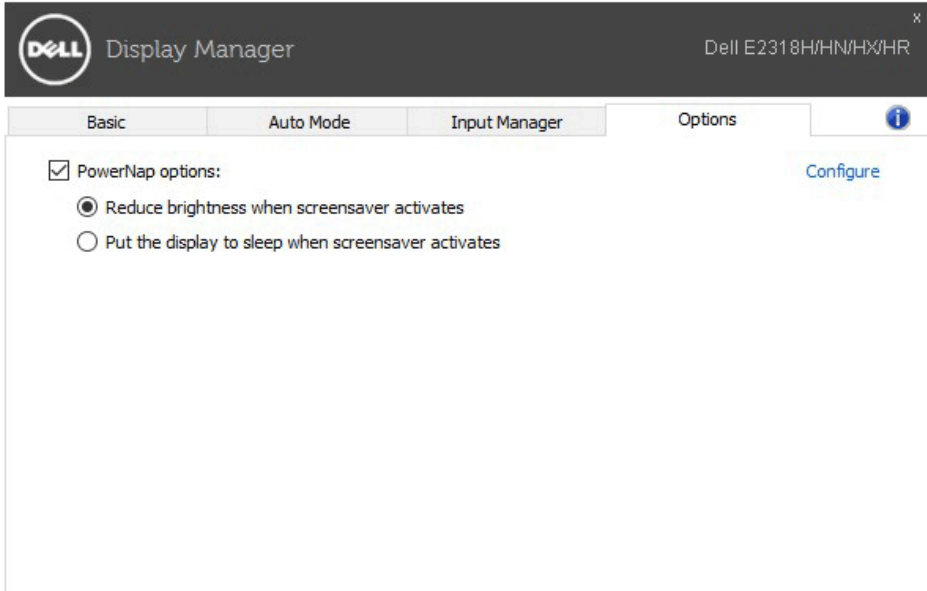 x
DELL Display Manager Dell E2318H/HN/HX/HR
Basic Auto Mode Input Manager Options i
PowerNap options: Configure
Reduce brightness when screensaver activates
Put the display to sleep when screensaver activates